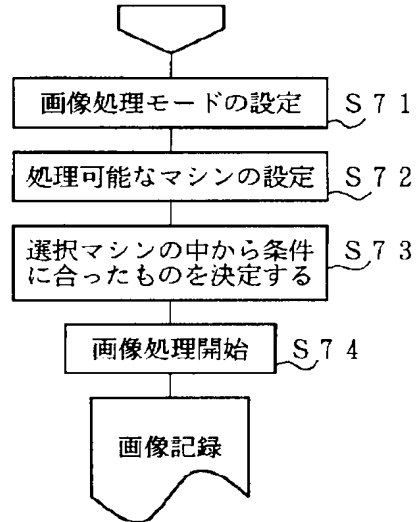 画像処理モードの設定 S71
処理可能なマシンの設定 S72
選択マシンの中から条件
に合ったものを決定する S73
画像処理開始 S74
画像記録